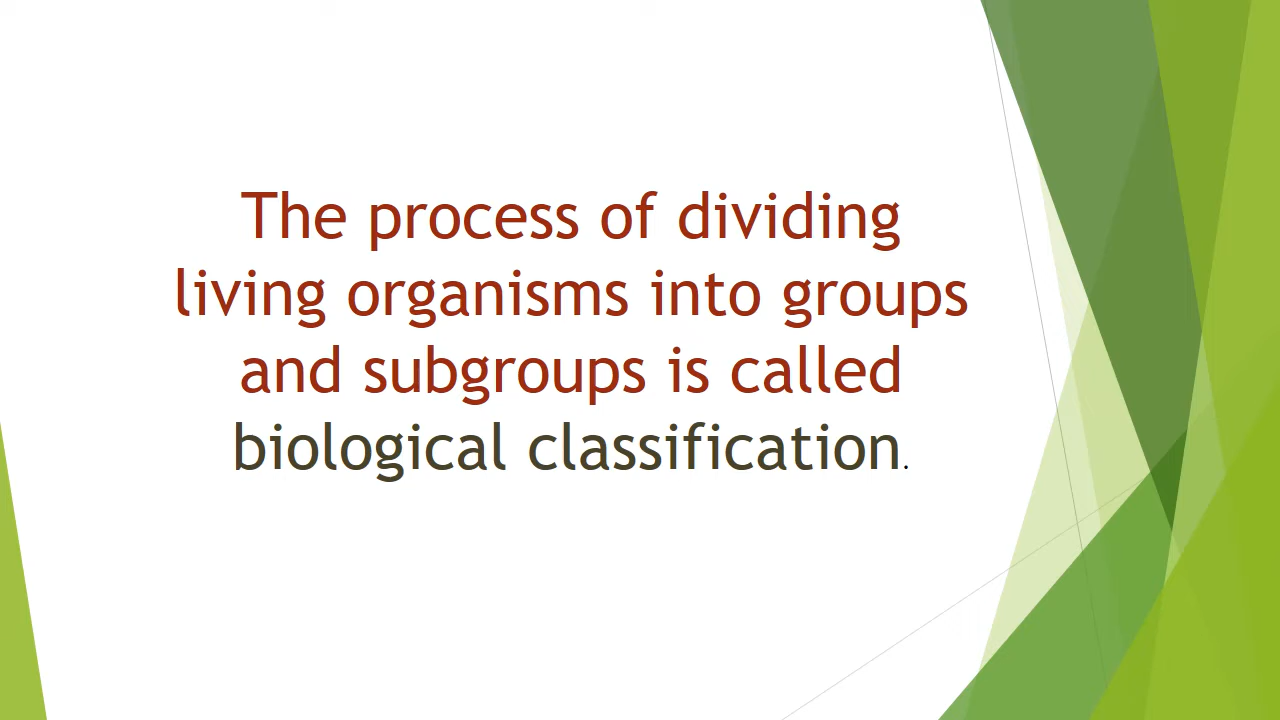 The process of dividing
living organisms into groups
and subgroups is called
biological classification.